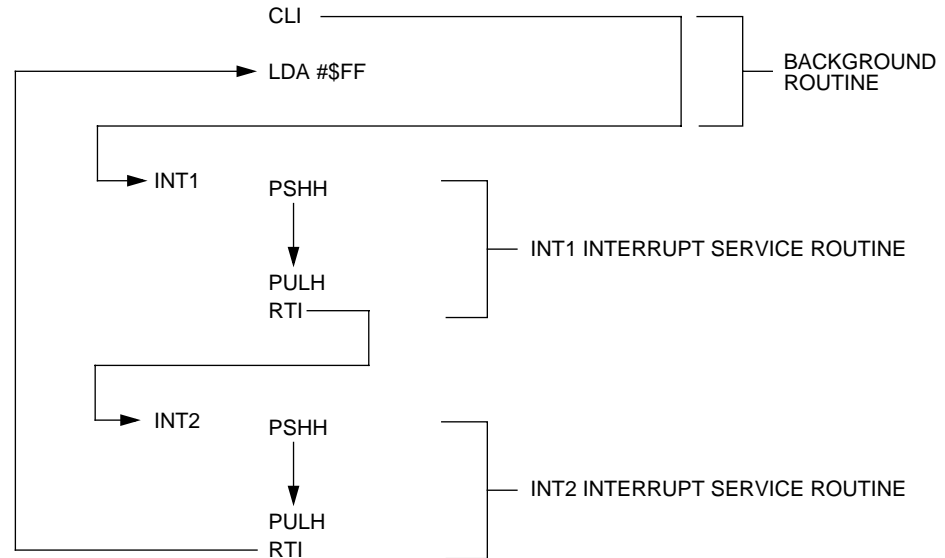 CLI
LDA #$FF
BACKGROUND
ROUTINE
INT1
PSHH
INT1 INTERRUPT SERVICE ROUTINE
PULH
RTI
INT2
PSHH
INT2 INTERRUPT SERVICE ROUTINE
PULH
RTI